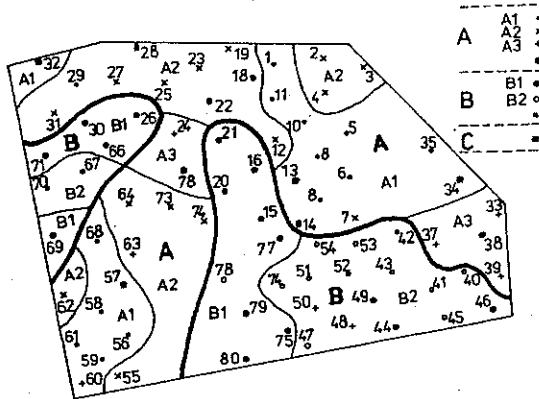 A A1
A2
A3
B B1
B2
C
32 28 23 19 1 2 3
A1 29 27 A2 18 A2
25 22 11 4
31 30 B1 26 24 21 10 5
B 12 A 35
71 66 A3 16 8
67 78 13 6 A1 34
70 B2 64 73 20 8
B1 74 15 14 7 A3 33
69 68 63 A 77 54 53 42 37 38
A2 57 A2 78 74 51 52 43 39
62 58 B1 79 50 B 49 B2 41 40
A1 46
61 56 75 47 48 44 45
59 80
60 55